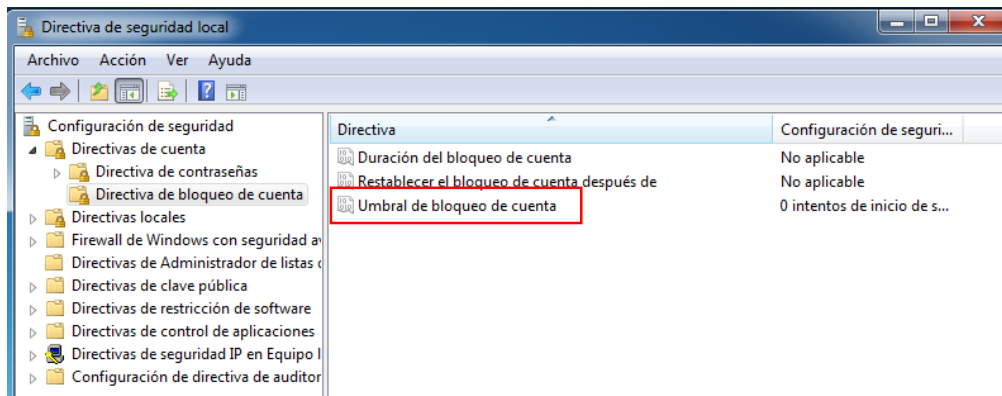 Directiva de seguridad local
Archivo Acción Ver Ayuda
Configuración de seguridad
Directivas de cuenta
Directiva de contraseñas
Directiva de bloqueo de cuenta
Directivas locales
Firewall de Windows con seguridad a
Directivas de Administrador de listas
Directivas de clave pública
Directivas de restricción de software
Directivas de control de aplicaciones
Directivas de seguridad IP en Equipo l
Configuración de directiva de auditor
Directiva Configuración de seguri...
Duración del bloqueo de cuenta No aplicable
Restablecer el bloqueo de cuenta después de No aplicable
Umbral de bloqueo de cuenta 0 intentos de inicio de s...